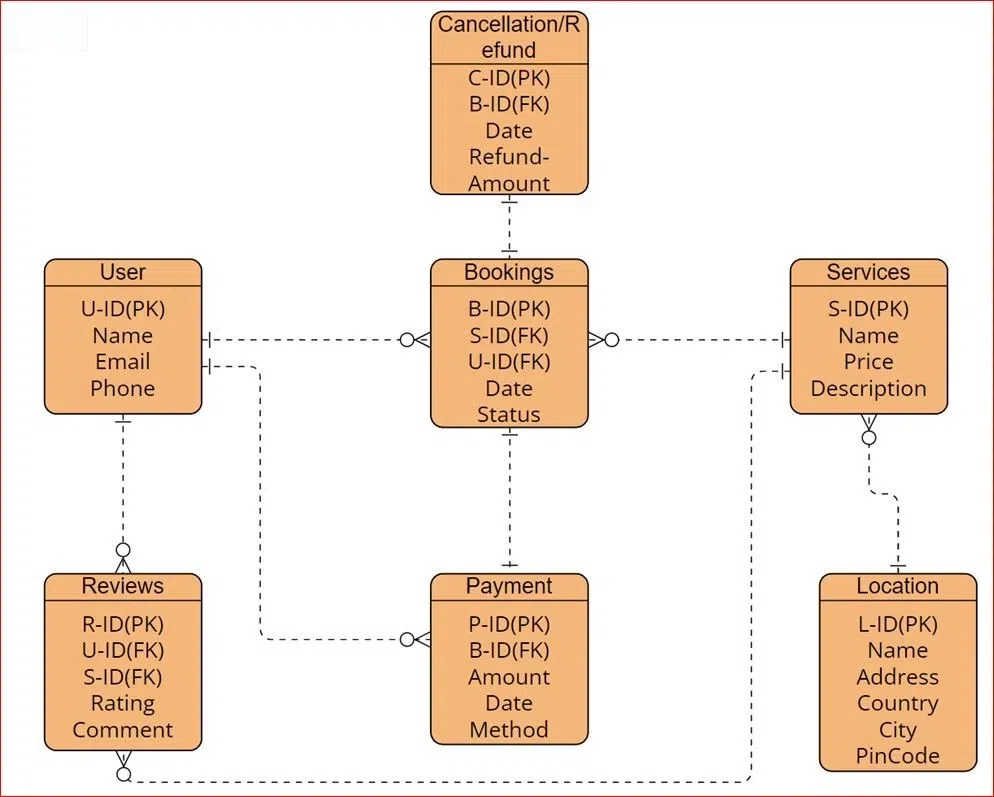 Cancellation/R
efund
C-ID(PK)
B-ID(FK)
Date
Refund-
Amount
User
U-ID(PK)
Name
Email
Phone
Bookings
B-ID(PK)
S-ID(FK)
U-ID(FK)
Date
Status
Services
S-ID(PK)
Name
Price
Description
Reviews
R-ID(PK)
U-ID(FK)
S-ID(FK)
Rating
Comment
Payment
P-ID(PK)
B-ID(FK)
Amount
Date
Method
Location
L-ID(PK)
Name
Address
Country
City
PinCode